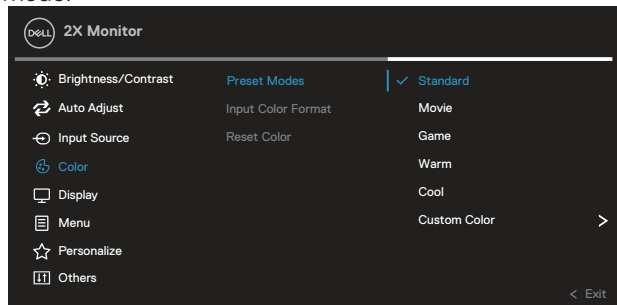 DELL 2X Monitor
Brightness/Contrast Preset Modes Standard
Auto Adjust Input Color Format Movie
Input Source Reset Color Game
Color Warm
Display Cool
Menu Custom Color >
Personalize
Others
< Exit